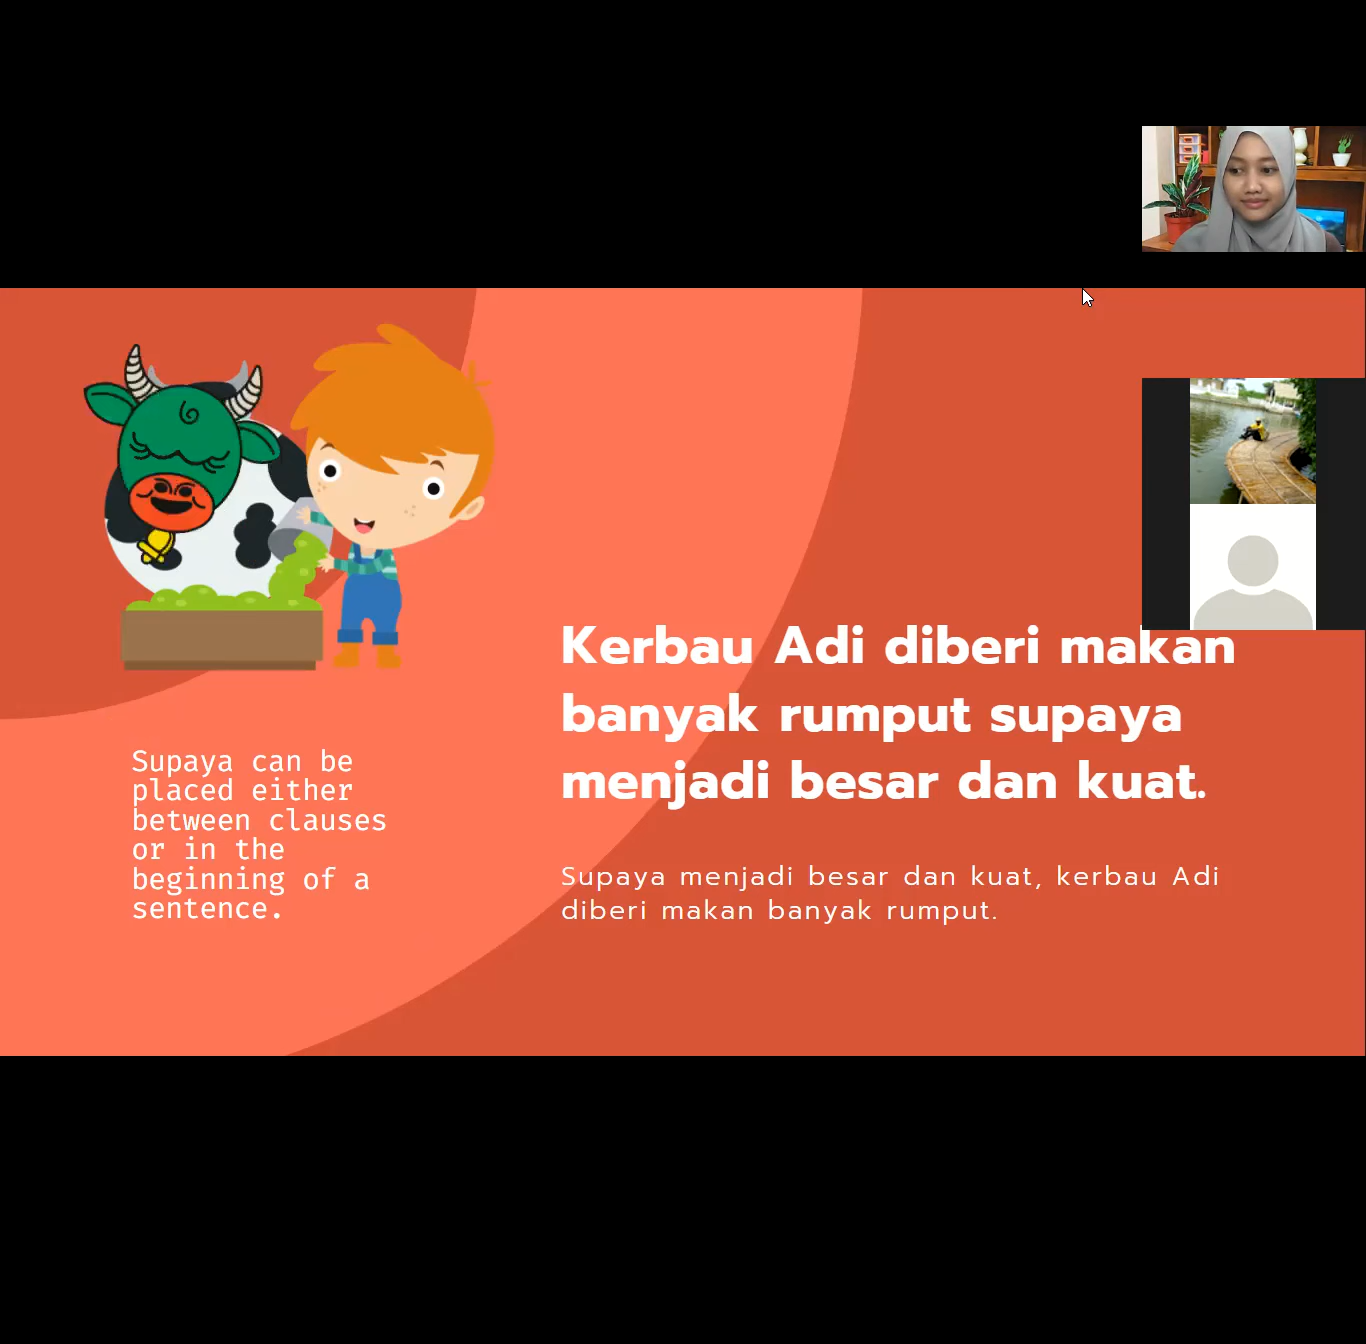 Kerbau Adi diberi makan
banyak rumput supaya
menjadi besar dan kuat.
Supaya can be
placed either
between clauses
or in the
beginning of a
sentence.
Supaya menjadi besar dan kuat, kerbau Adi
diberi makan banyak rumput.